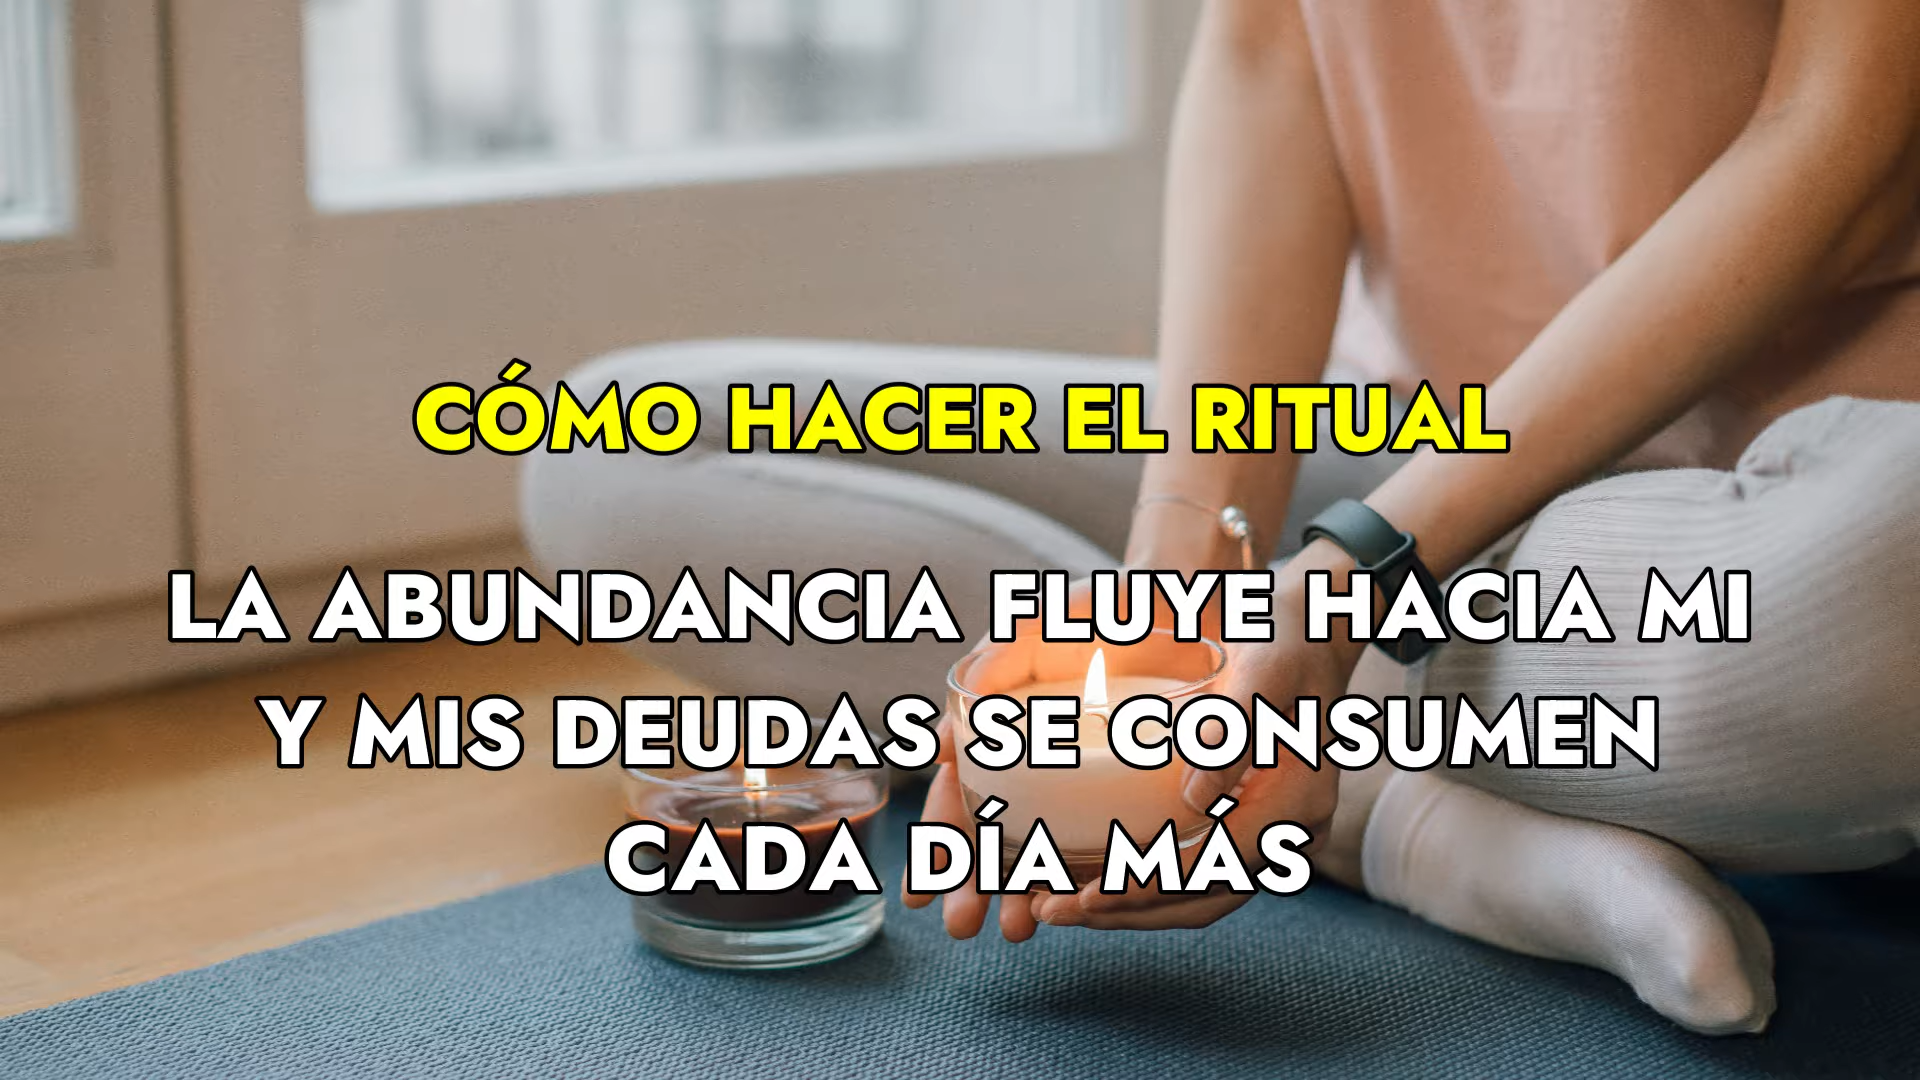 CÓMO HACER EL RITUAL
LA ABUNDANCIA FLUYE HACIA MI
Y MIS DEUDAS SE CONSUMEN
CADA DÍA MÁS